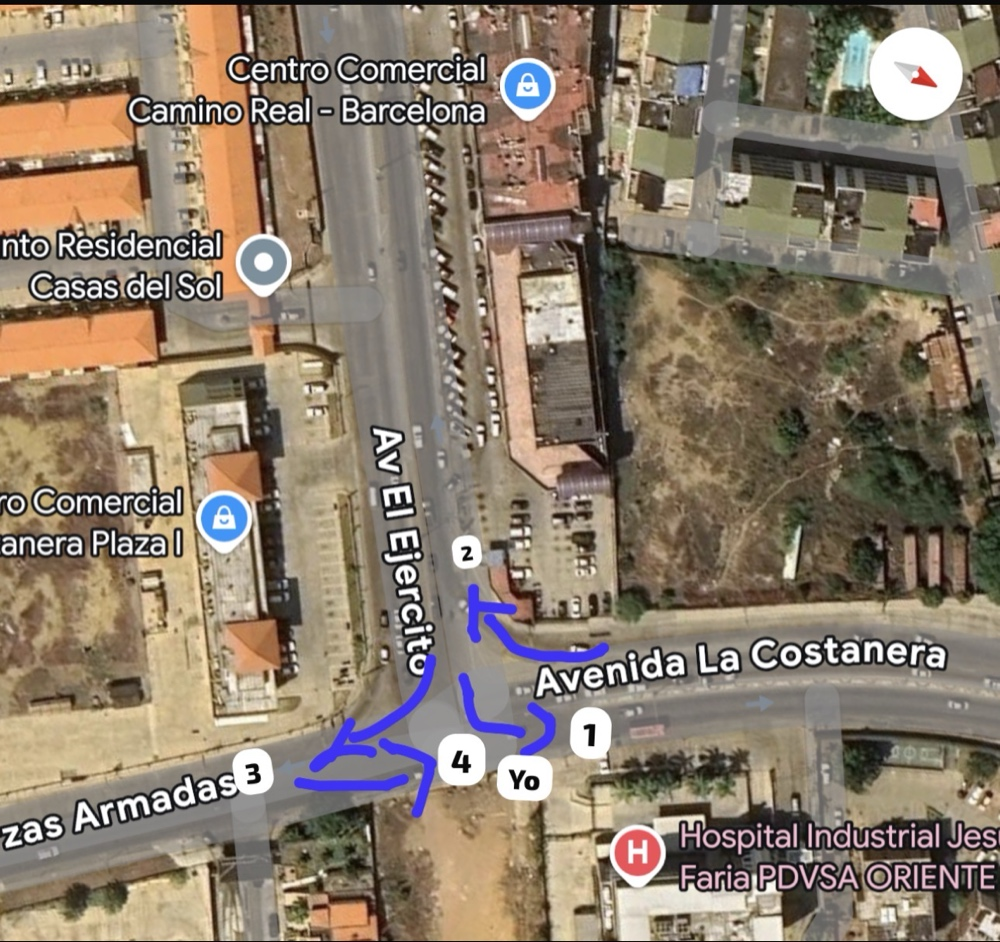 Centro Comercial
Camino Real - Barcelona
nto Residencial
Casas del Sol
ro Comercial
anera Plaza I
Av El Ejercito
2
Avenida La Costanera
1
4
Yo
3
zas Armadas
H
Hospital Industrial Jes
Faria PDVSA ORIENTE